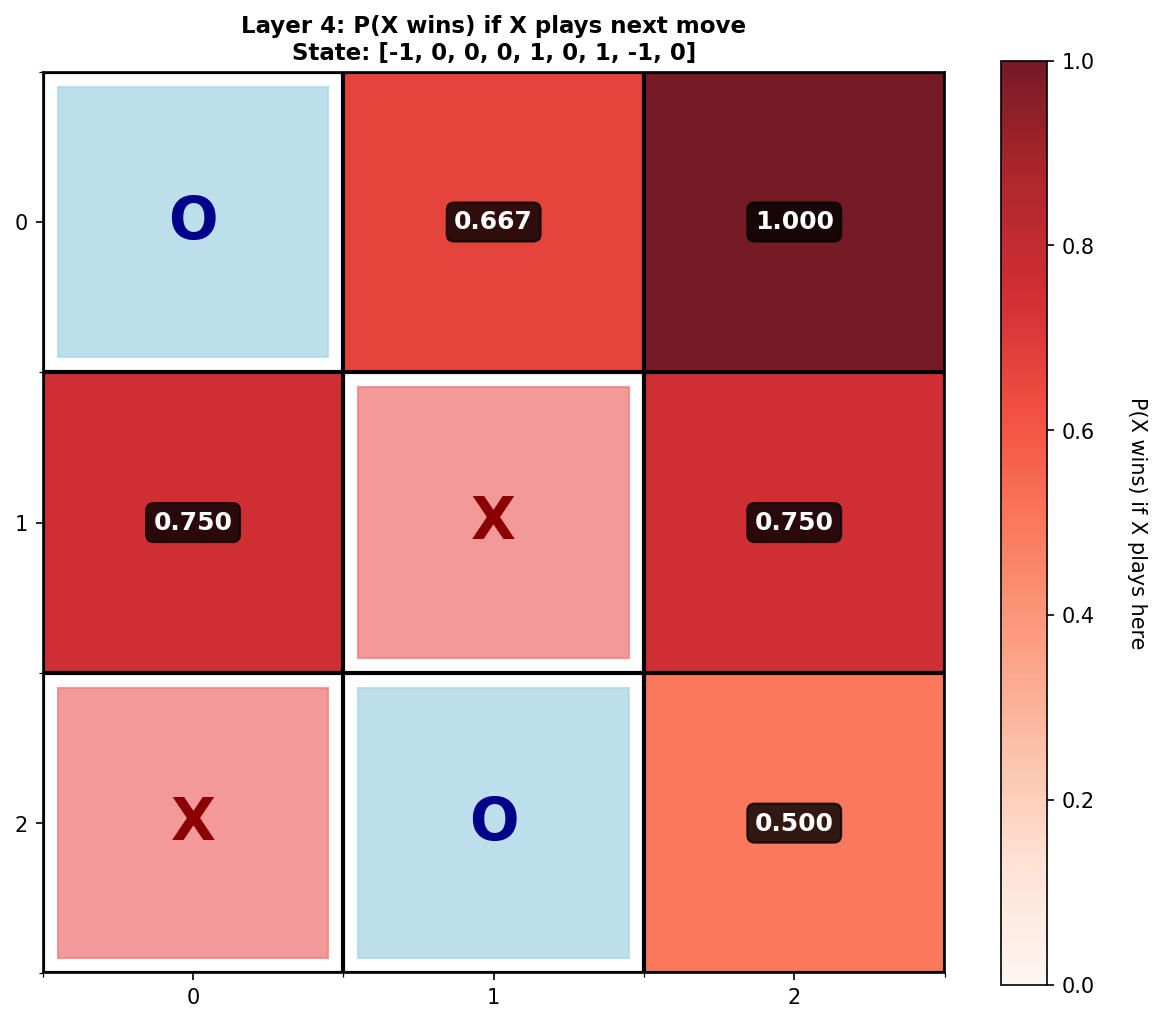 Layer 4: P(X wins) if X plays next move
State: [-1, 0, 0, 0, 1, 0, 1, -1, 0]
0
O
0.667
1.000
1
0.750
X
0.750
2
X
O
0.500
0
1
2
1.0
0.8
0.6
0.4
0.2
0.0
P(X wins) if X plays here